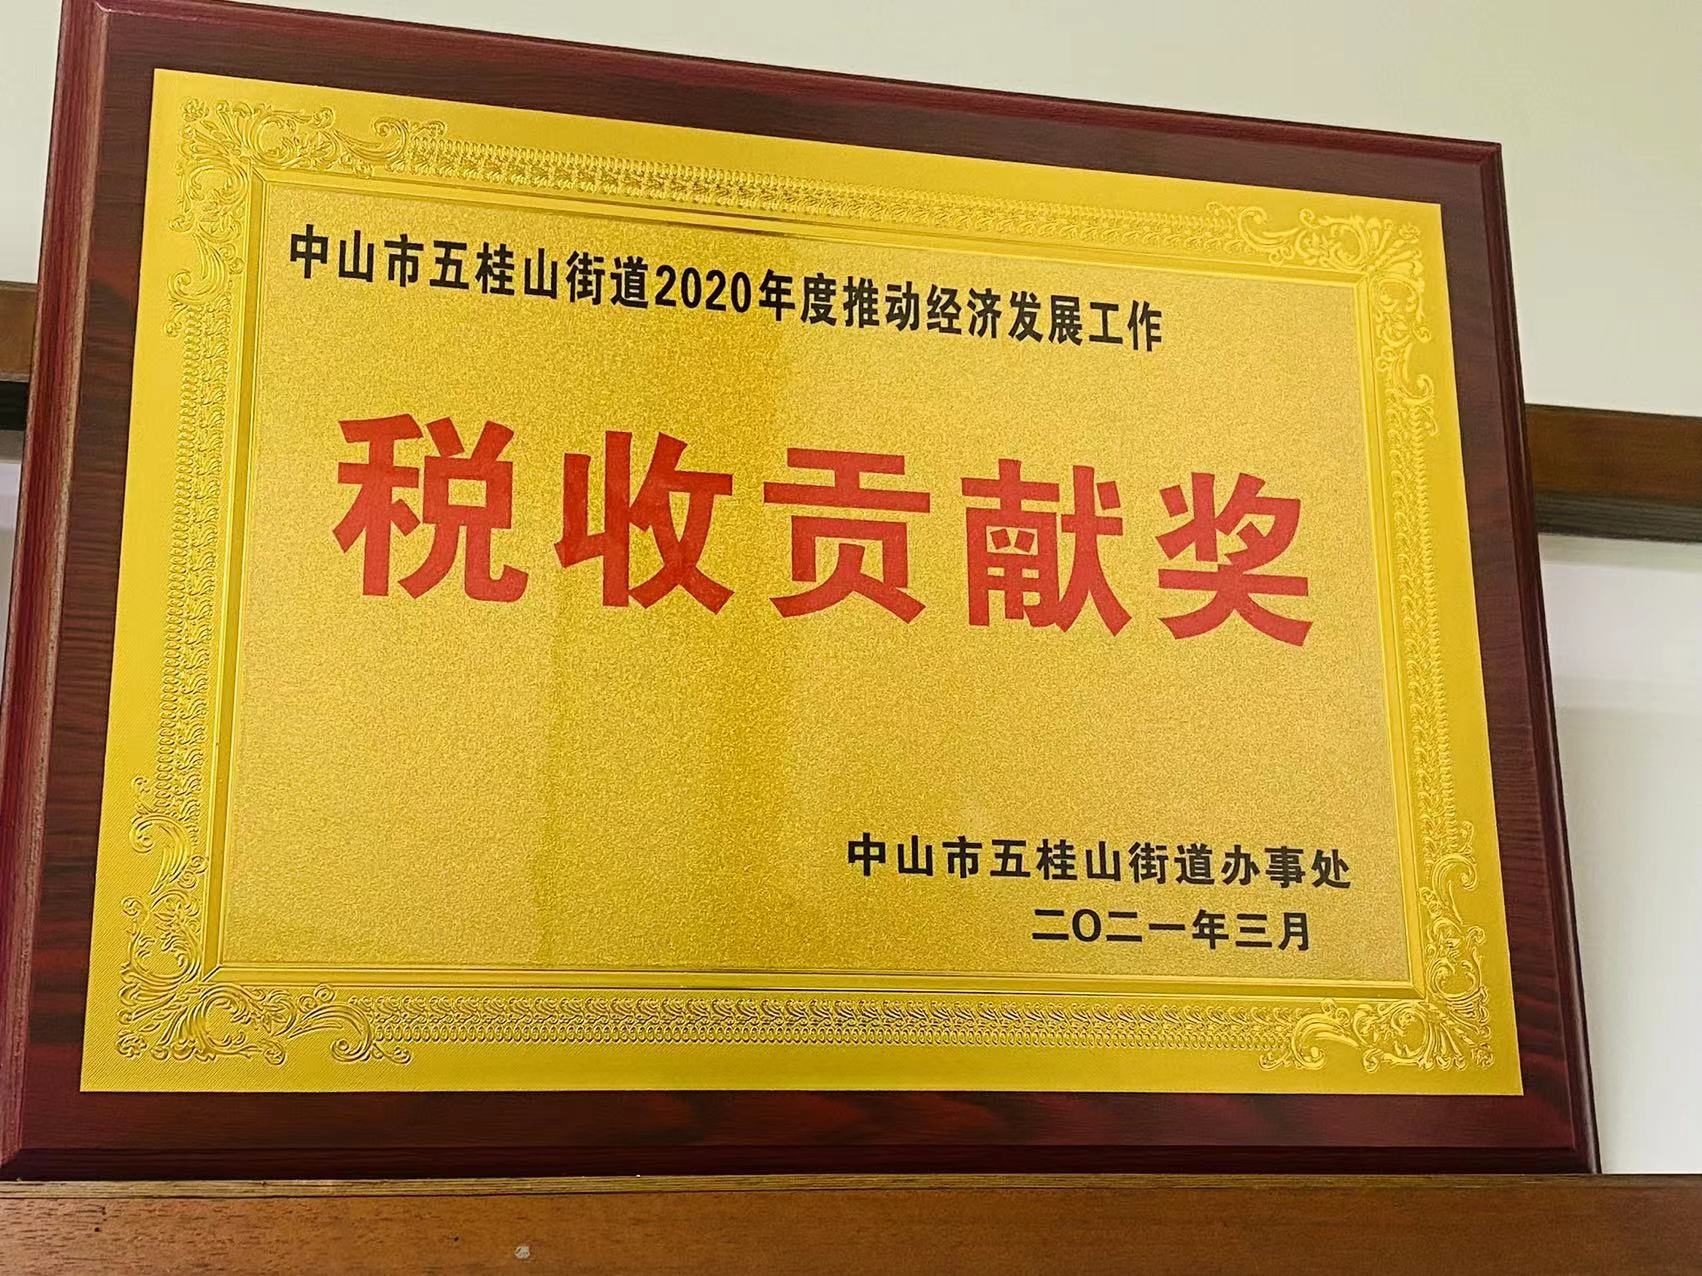 中山市五桂山街道2020年度推动经济发展工作
税收贡献奖
中山市五桂山街道办事处
二〇二一年三月